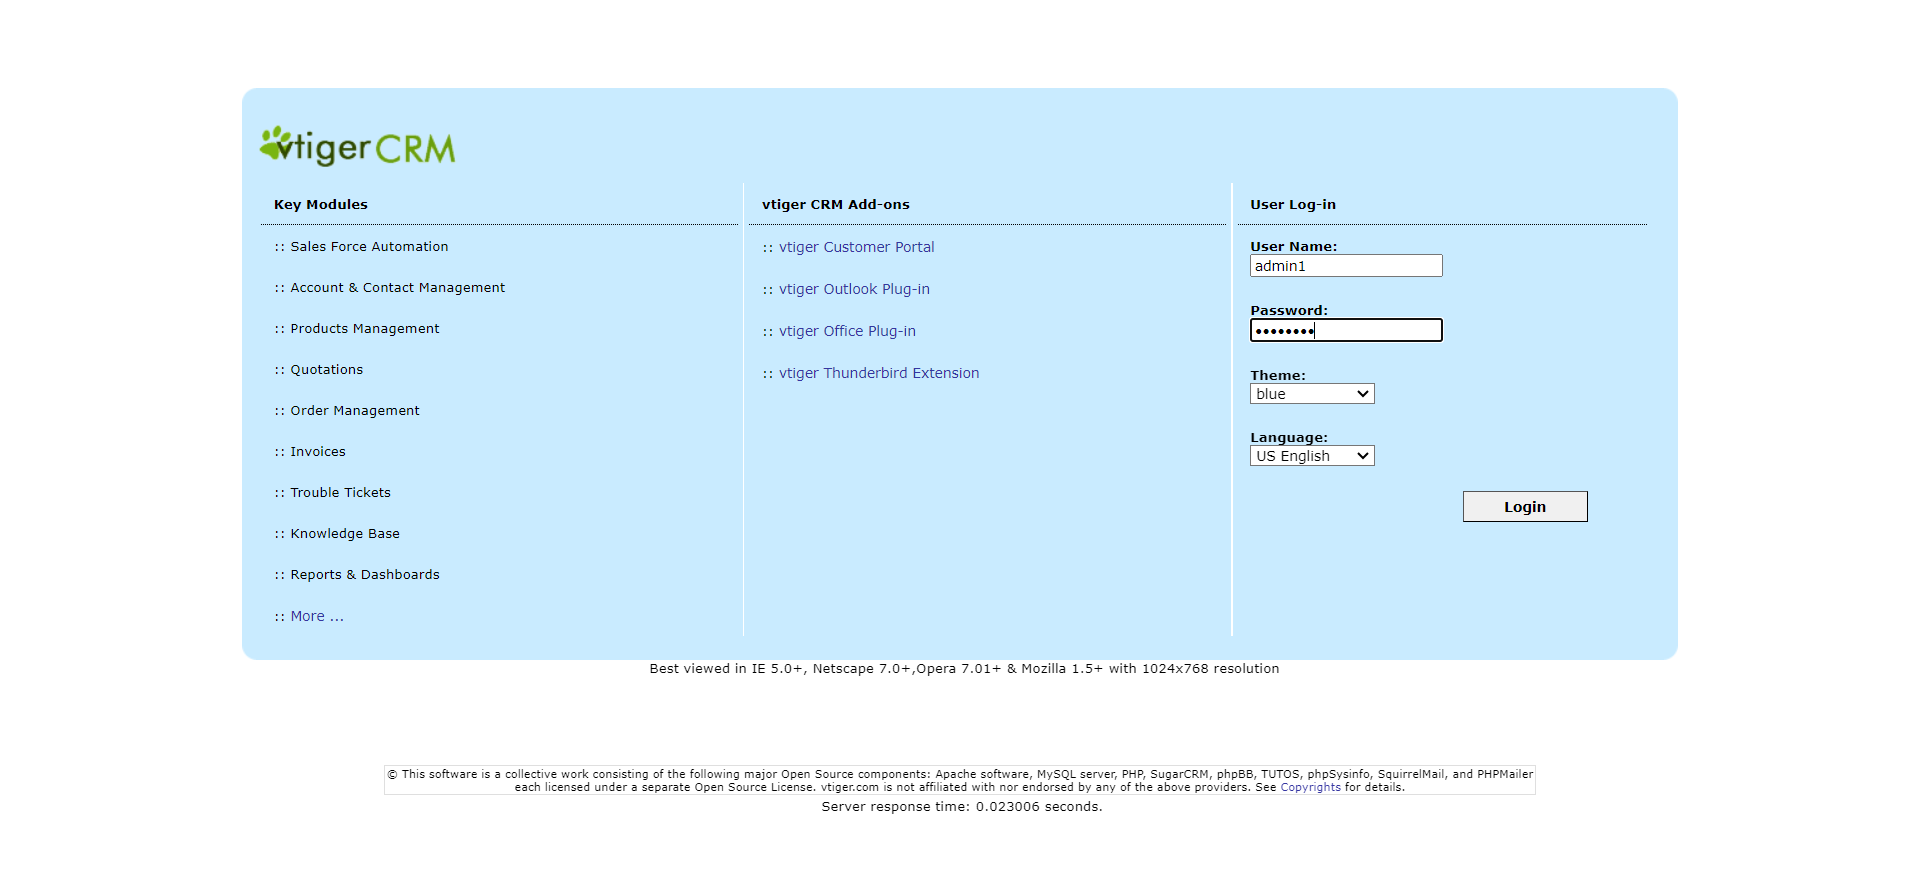 vtiger CRM
Key Modules
:: Sales Force Automation
:: Account & Contact Management
:: Products Management
:: Quotations
:: Order Management
:: Invoices
:: Trouble Tickets
:: Knowledge Base
:: Reports & Dashboards
:: More ...
vtiger CRM Add-ons
:: vtiger Customer Portal
:: vtiger Outlook Plug-in
:: vtiger Office Plug-in
:: vtiger Thunderbird Extension
User Log-in
User Name:
admin1
Password:
••••••••
Theme:
blue
Language:
US English
Login
Best viewed in IE 5.0+, Netscape 7.0+,Opera 7.01+ & Mozilla 1.5+ with 1024x768 resolution
© This software is a collective work consisting of the following major Open Source components: Apache software, MySQL server, PHP, SugarCRM, phpBB, TUTOS, phpSysinfo, SquirrelMail, and PHPMailer
each licensed under a separate Open Source License. vtiger.com is not affiliated with nor endorsed by any of the above providers. See Copyrights for details.
Server response time: 0.023006 seconds.